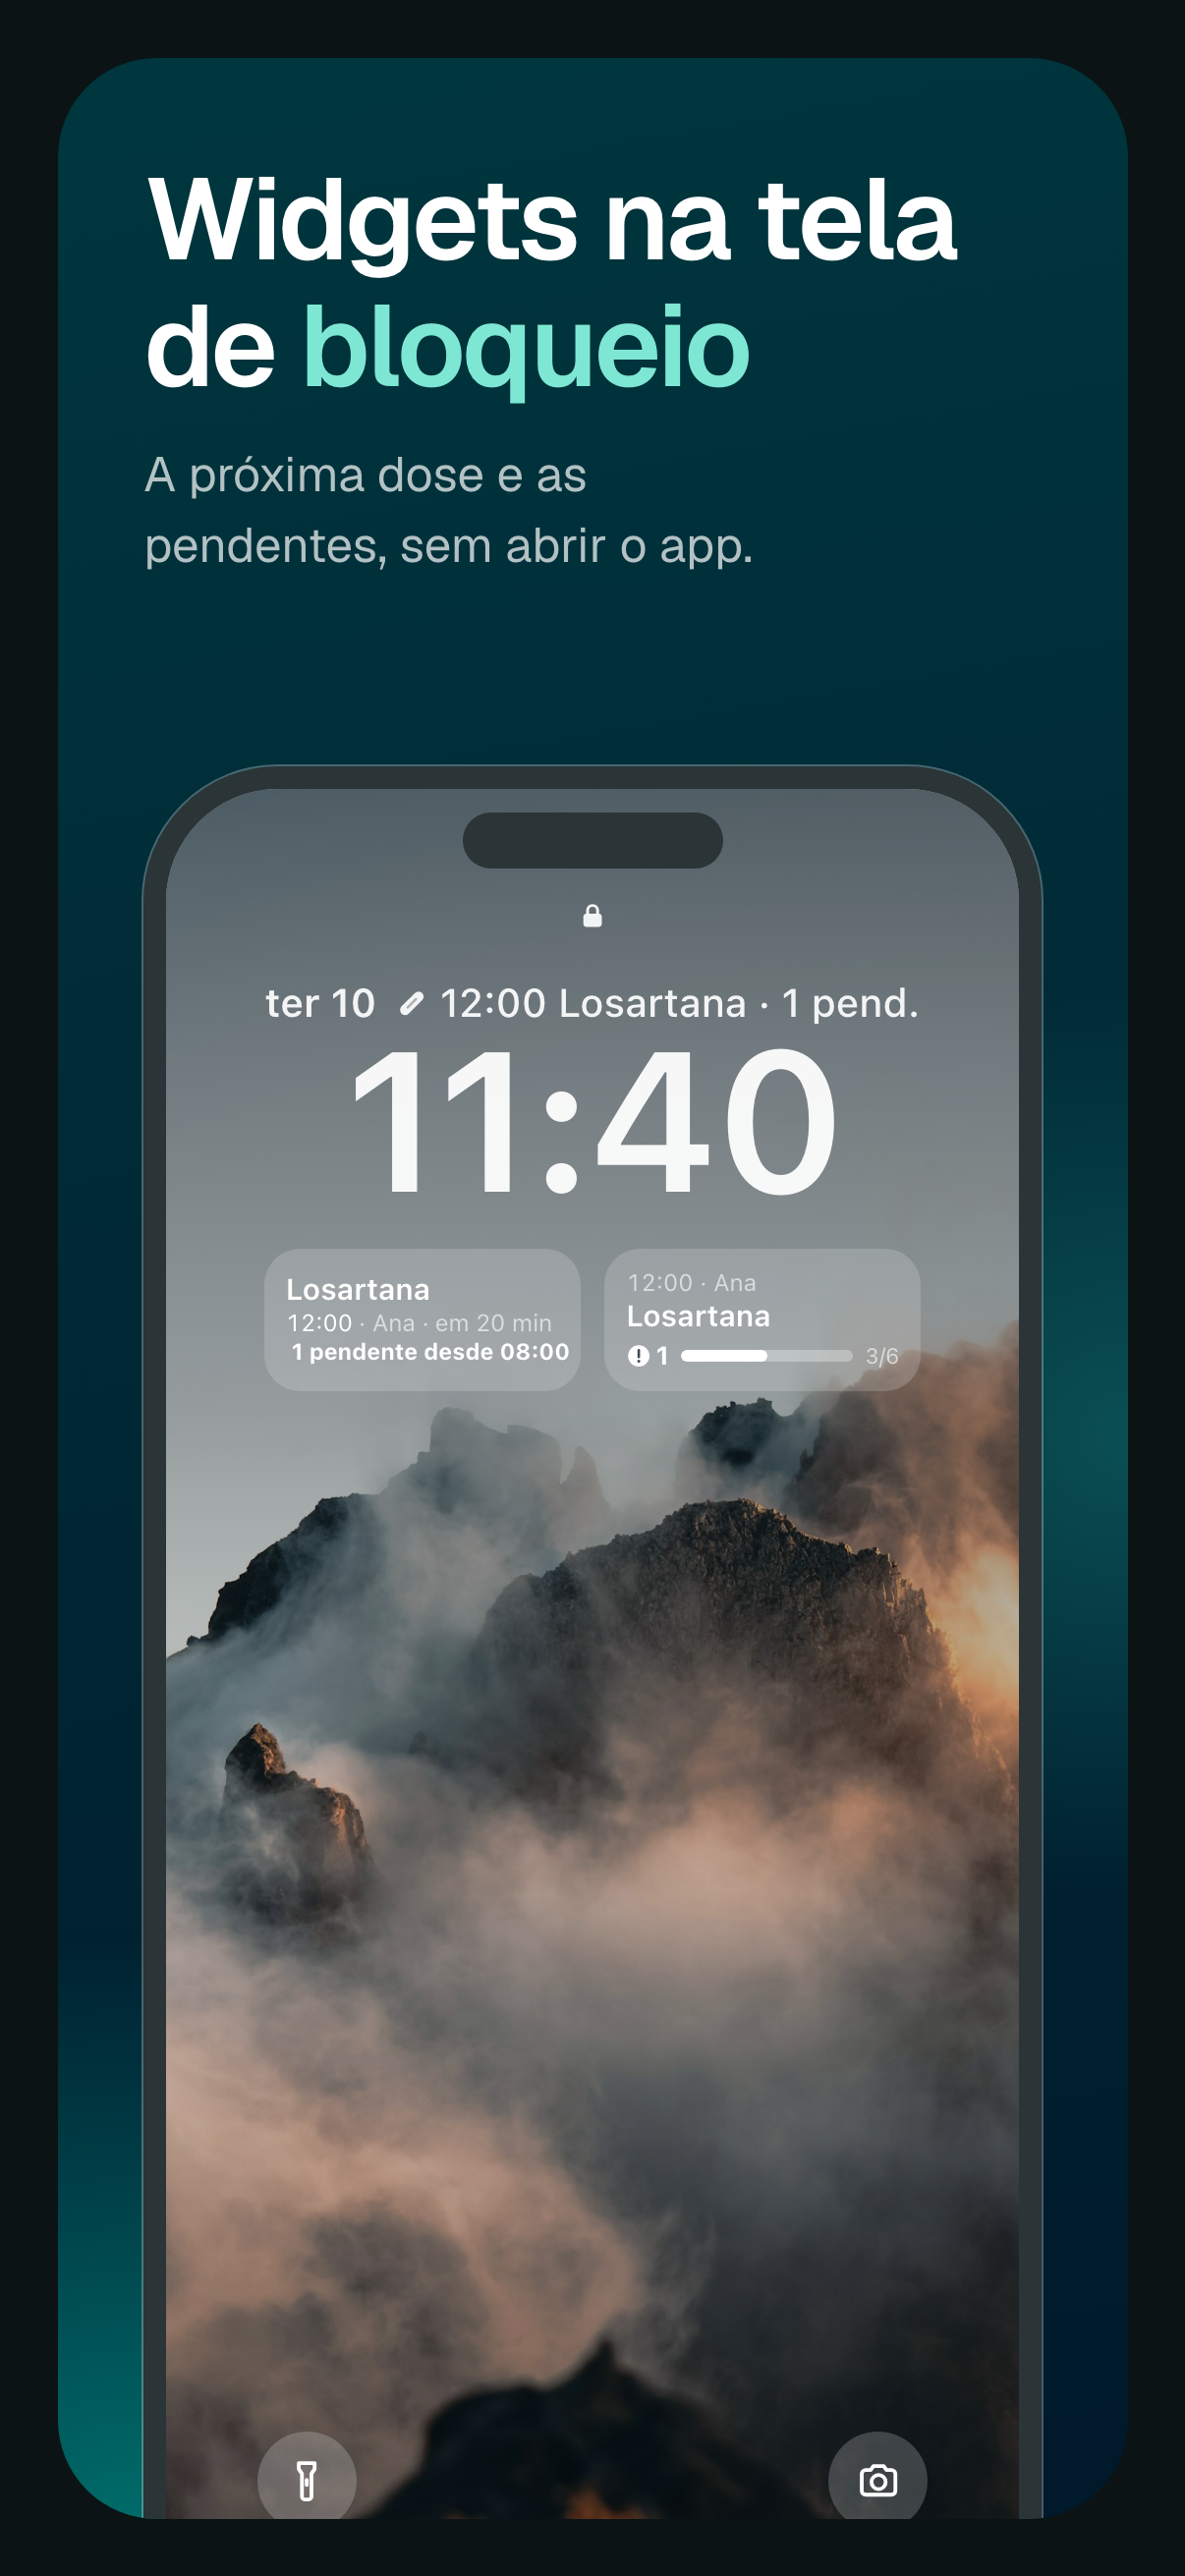 Widgets na tela
de bloqueio
A próxima dose e as
pendentes, sem abrir o app.
ter 10 12:00 Losartana · 1 pend.
11:40
Losartana
12:00 · Ana · em 20 min
1 pendente desde 08:00
12:00 · Ana
Losartana
1 3/6